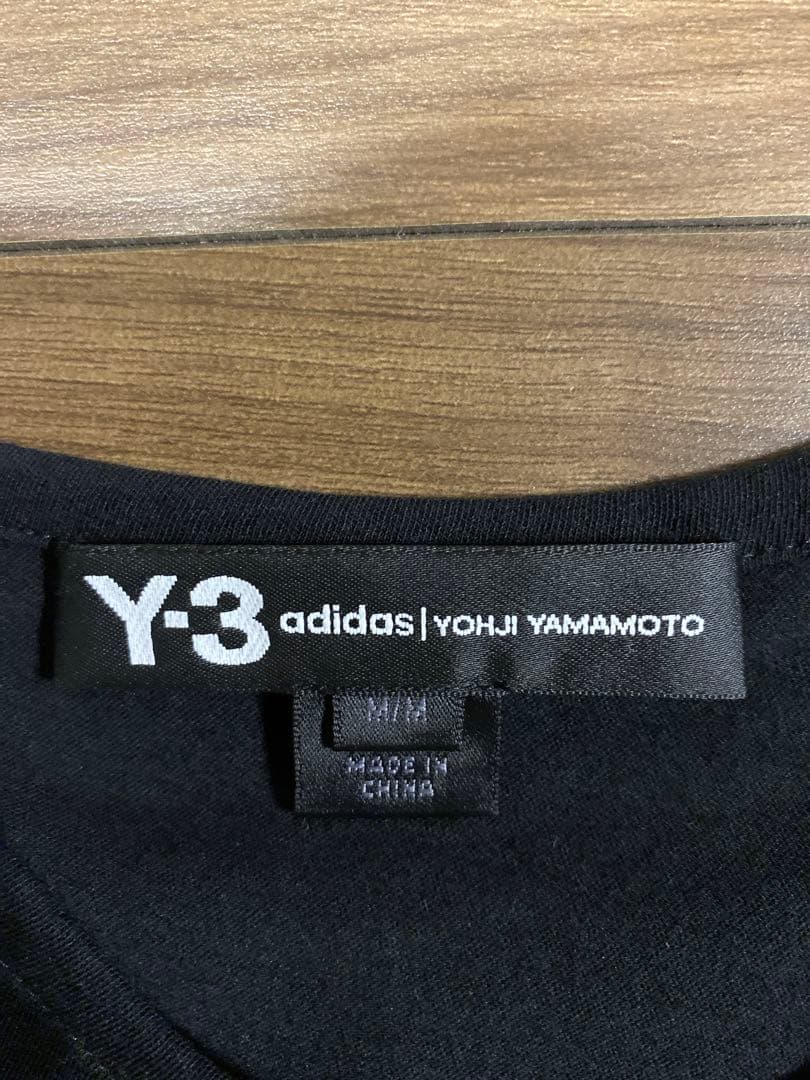 Y-3 adidas | YOHJI YAMAMOTO
M/M
MADE IN
CHINA